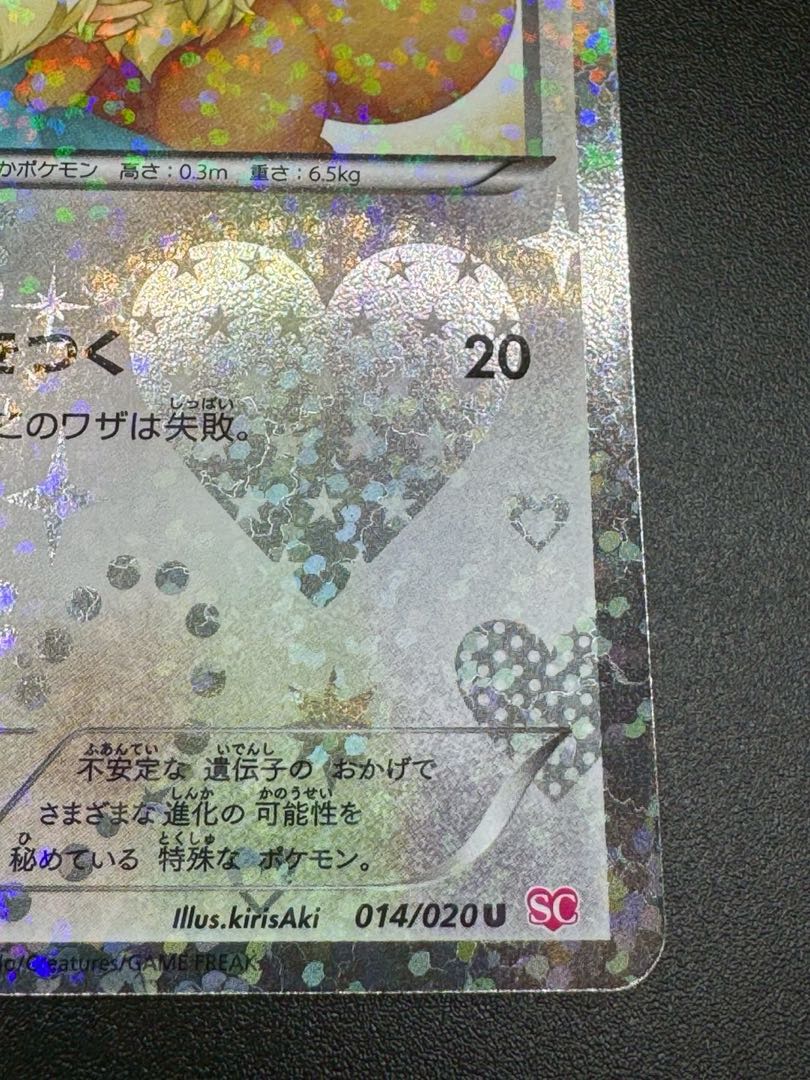 かポケモン 高さ：0.3m 重さ：6.5kg
をつく 20
しっぱい
このワザは失敗。
ふあんてい いでんし
不安定な 遺伝子の おかげで
しんか かのうせい
さまざまな 進化の 可能性を
ひ とくしゅ
秘めている 特殊な ポケモン。
Illus.kirisAki 014/020 U SC
/Creatures/GAME FREAK